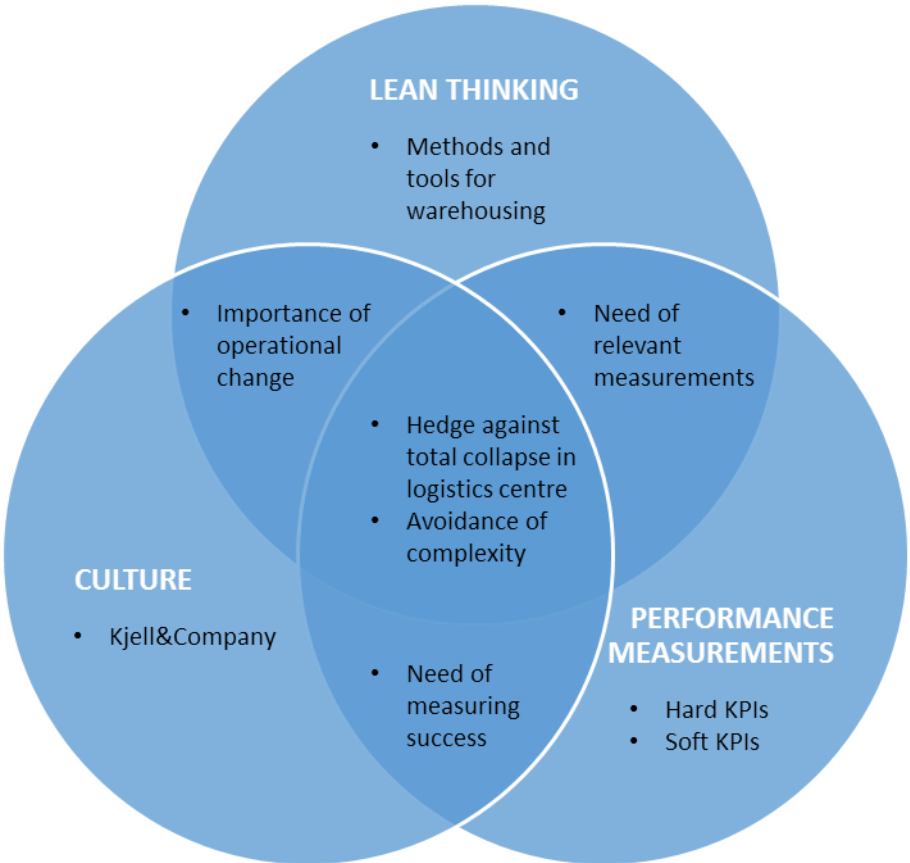 LEAN THINKING
• Methods and
tools for
warehousing
• Importance of
operational
change
• Need of
relevant
measurements
• Hedge against
total collapse in
logistics centre
• Avoidance of
complexity
CULTURE
• Kjell&Company
PERFORMANCE
MEASUREMENTS
• Hard KPIs
• Soft KPIs
• Need of
measuring
success